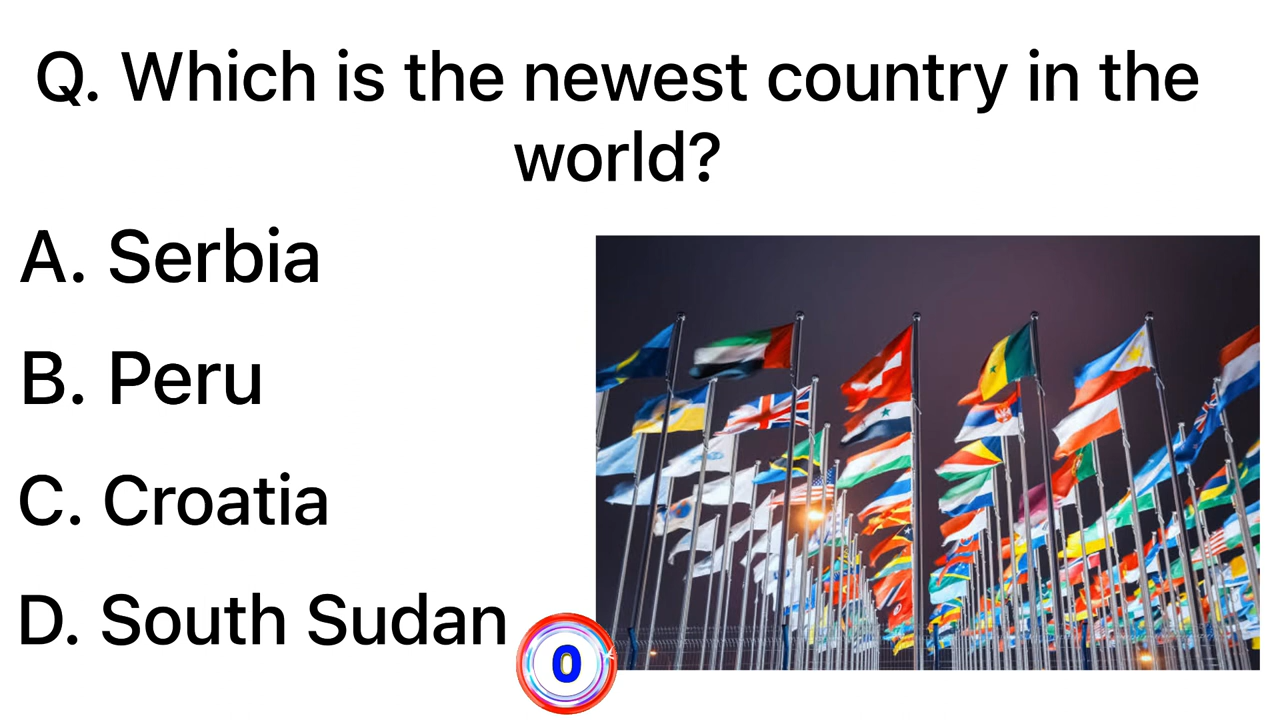 Q. Which is the newest country in the
world?
A. Serbia
B. Peru
C. Croatia
D. South Sudan
0